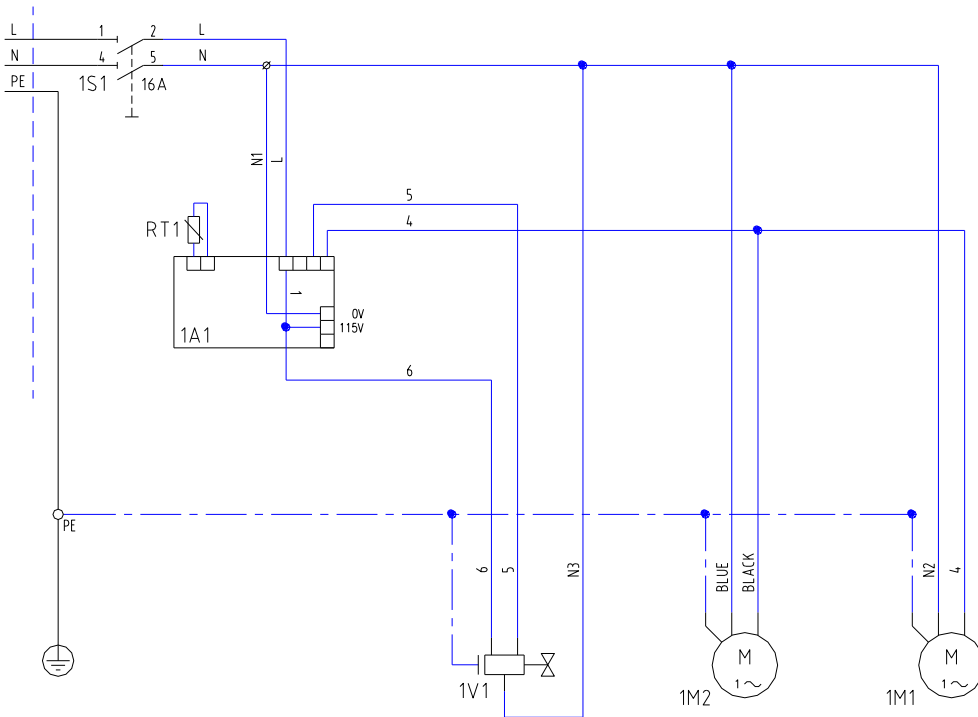 L 1 2 L
N 4 5 N
PE 1S1 16A
N1 L
5
4
RT1
1
0V
115V
1A1
6
PE
6 5 N3 BLUE BLACK N2 4
M 1~ M 1~
1V1 1M2 1M1